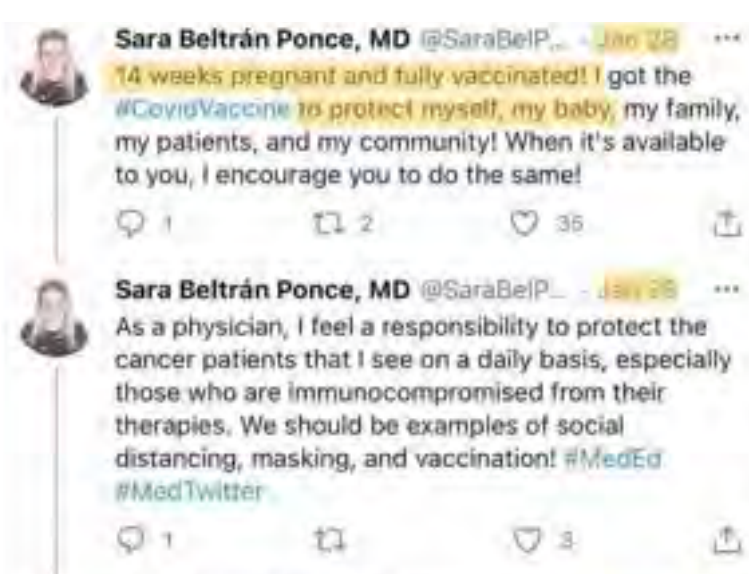 Sara Beltrán Ponce, MD @SaraBelP... · Jan 28
14 weeks pregnant and fully vaccinated! I got the
#CovidVaccine to protect myself, my baby, my family,
my patients, and my community! When it's available
to you, I encourage you to do the same!
1 2 35
Sara Beltrán Ponce, MD @SaraBelP... · Jan 28
As a physician, I feel a responsibility to protect the
cancer patients that I see on a daily basis, especially
those who are immunocompromised from their
therapies. We should be examples of social
distancing, masking, and vaccination! #MedEd
#MedTwitter
1 3